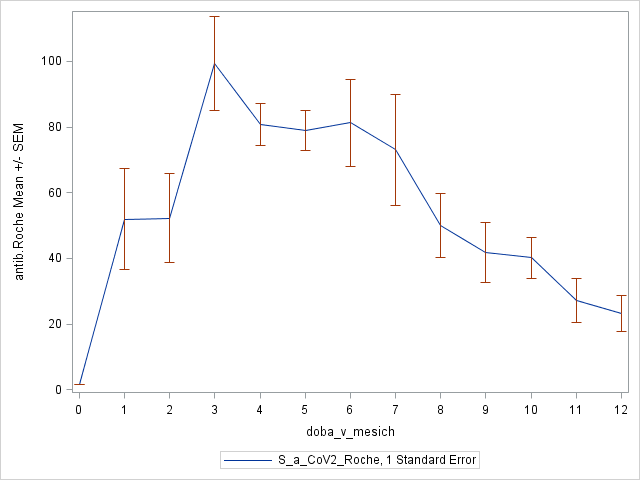 antib.Roche Mean +/- SEM
100
80
60
40
20
0
0 1 2 3 4 5 6 7 8 9 10 11 12
doba_v_mesich
S_a_CoV2_Roche, 1 Standard Error